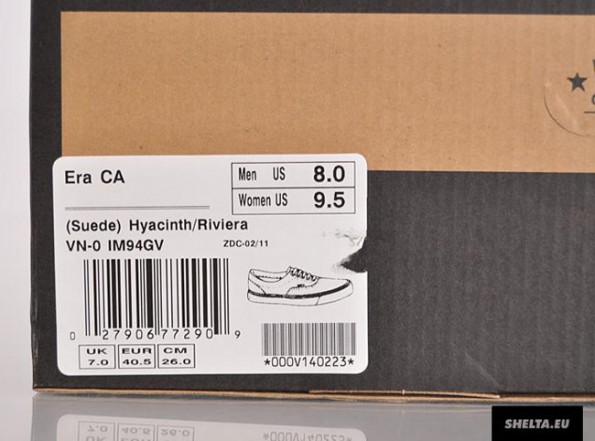 Era CA
Men US 8.0
Women US 9.5
(Suede) Hyacinth/Riviera
VN-0 IM94GV ZDC-02/11
0 27906 77290 9
UK EUR CM
7.0 40.5 26.0
*000V140223*
SHELTA.EU